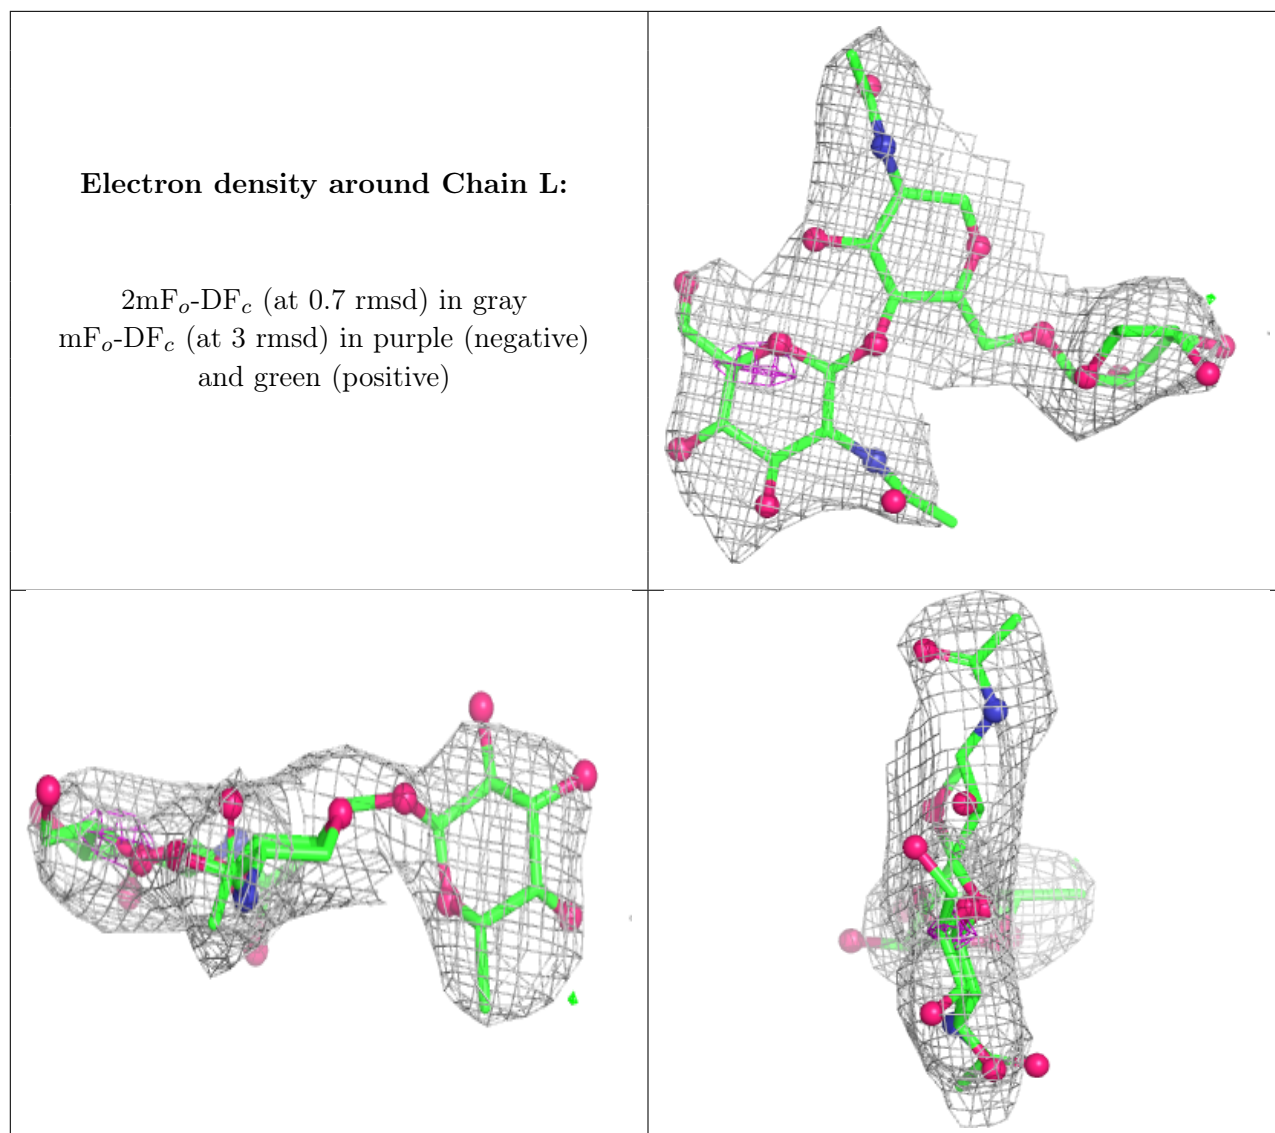 Electron density around Chain L:
2mFₒ-DF𝒸 (at 0.7 rmsd) in gray
mFₒ-DF𝒸 (at 3 rmsd) in purple (negative)
and green (positive)